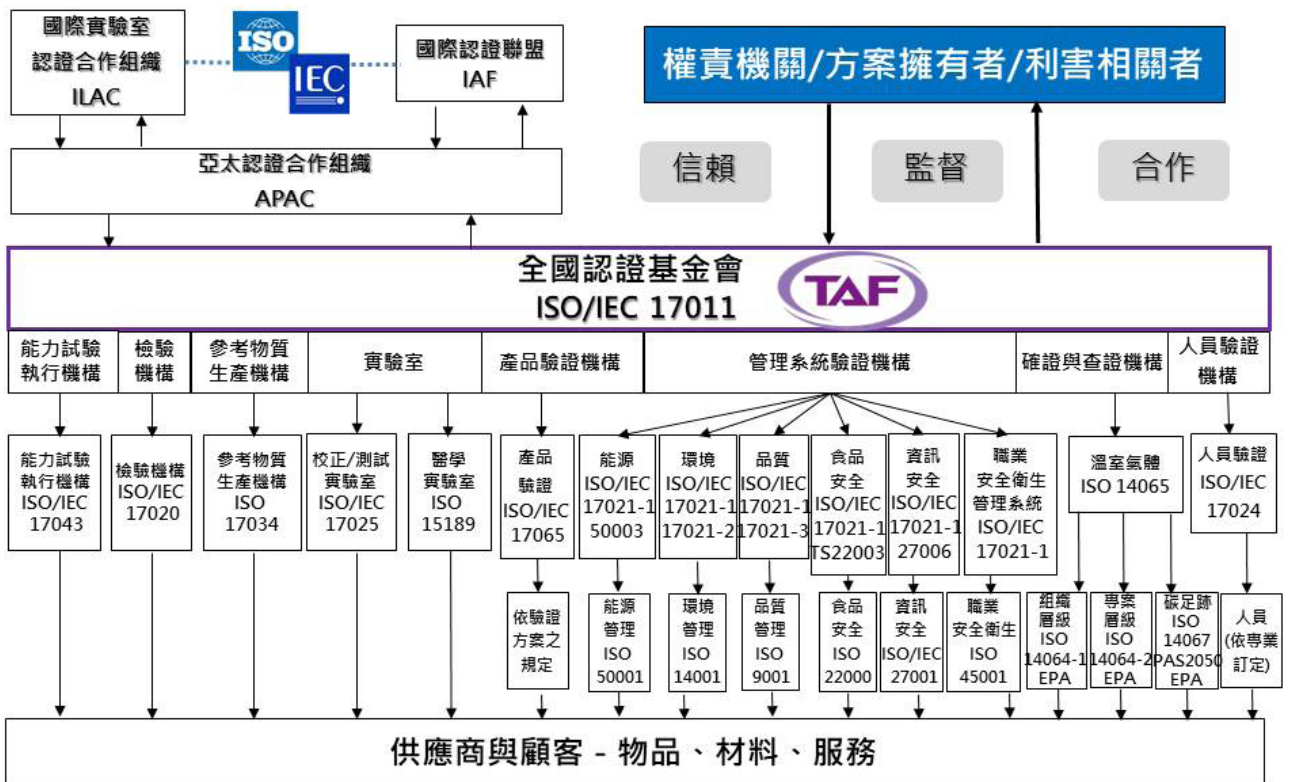 國際實驗室
認證合作組織
ILAC
ISO
IEC
國際認證聯盟
IAF
權責機關/方案擁有者/利害相關者
亞太認證合作組織
APAC
信賴
監督
合作
全國認證基金會
ISO/IEC 17011
TAF
能力試驗
執行機構
檢驗
機構
參考物質
生產機構
實驗室
產品驗證機構
管理系統驗證機構
確證與查證機構
人員驗證
機構
能力試驗
執行機構
ISO/IEC
17043
檢驗機構
ISO/IEC
17020
參考物質
生產機構
ISO
17034
校正/測試
實驗室
ISO/IEC
17025
醫學
實驗室
ISO
15189
產品
驗證
ISO/IEC
17065
能源
ISO/IEC
17021-1
50003
環境
ISO/IEC
17021-1
17021-2
品質
ISO/IEC
17021-1
17021-3
食品
安全
ISO/IEC
17021-1
TS22003
資訊
安全
ISO/IEC
17021-1
27006
職業
安全衛生
管理系統
ISO/IEC
17021-1
溫室氣體
ISO 14065
人員驗證
ISO/IEC
17024
依驗證
方案之
規定
能源
管理
ISO
50001
環境
管理
ISO
14001
品質
管理
ISO
9001
食品
安全
ISO
22000
資訊
安全
ISO/IEC
27001
職業
安全衛生
ISO
45001
組織
層級
ISO
14064-1
EPA
專案
層級
ISO
14064-2
EPA
碳足跡
ISO
14067
PAS2050
EPA
人員
(依專業
訂定)
供應商與顧客 - 物品、材料、服務